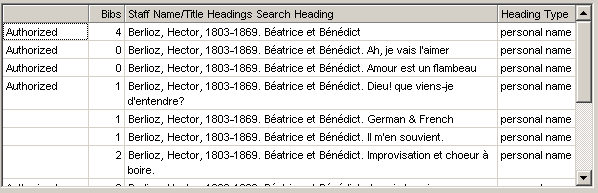 Bibs Staff Name/Title Headings Search Heading Heading Type
Authorized 4 Berlioz, Hector, 1803-1869. Béatrice et Bénédict personal name
Authorized 0 Berlioz, Hector, 1803-1869. Béatrice et Bénédict. Ah, je vais l'aimer personal name
Authorized 0 Berlioz, Hector, 1803-1869. Béatrice et Bénédict. Amour est un flambeau personal name
Authorized 1 Berlioz, Hector, 1803-1869. Béatrice et Bénédict. Dieu! que viens-je personal name
d'entendre?
1 Berlioz, Hector, 1803-1869. Béatrice et Bénédict. German & French personal name
1 Berlioz, Hector, 1803-1869. Béatrice et Bénédict. Il m'en souvient. personal name
2 Berlioz, Hector, 1803-1869. Béatrice et Bénédict. Improvisation et choeur à personal name
boire.